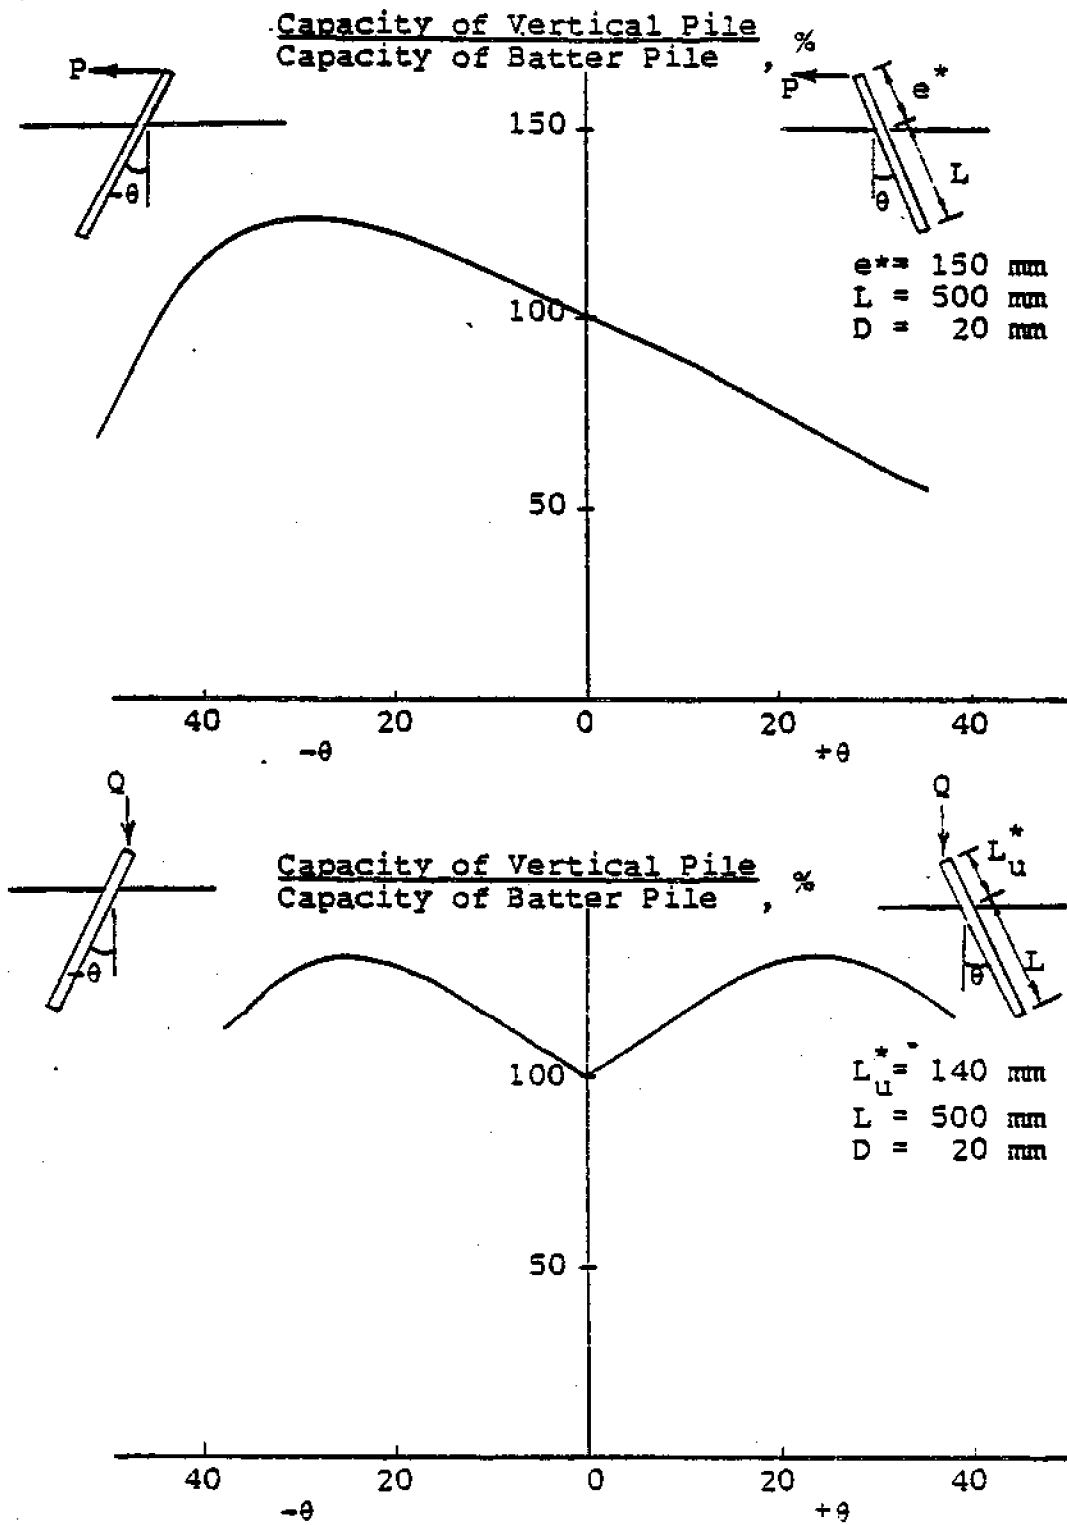 Capacity of Vertical Pile
Capacity of Batter Pile , %
P
-θ
P
e*
L
θ
e*= 150 mm
L = 500 mm
D = 20 mm
150
100
50
40 20 0 20 40
-θ +θ
Q
-θ
Capacity of Vertical Pile
Capacity of Batter Pile , %
Q
L*u
L
θ
L*u= 140 mm
L = 500 mm
D = 20 mm
100
50
40 20 0 20 40
-θ +θ